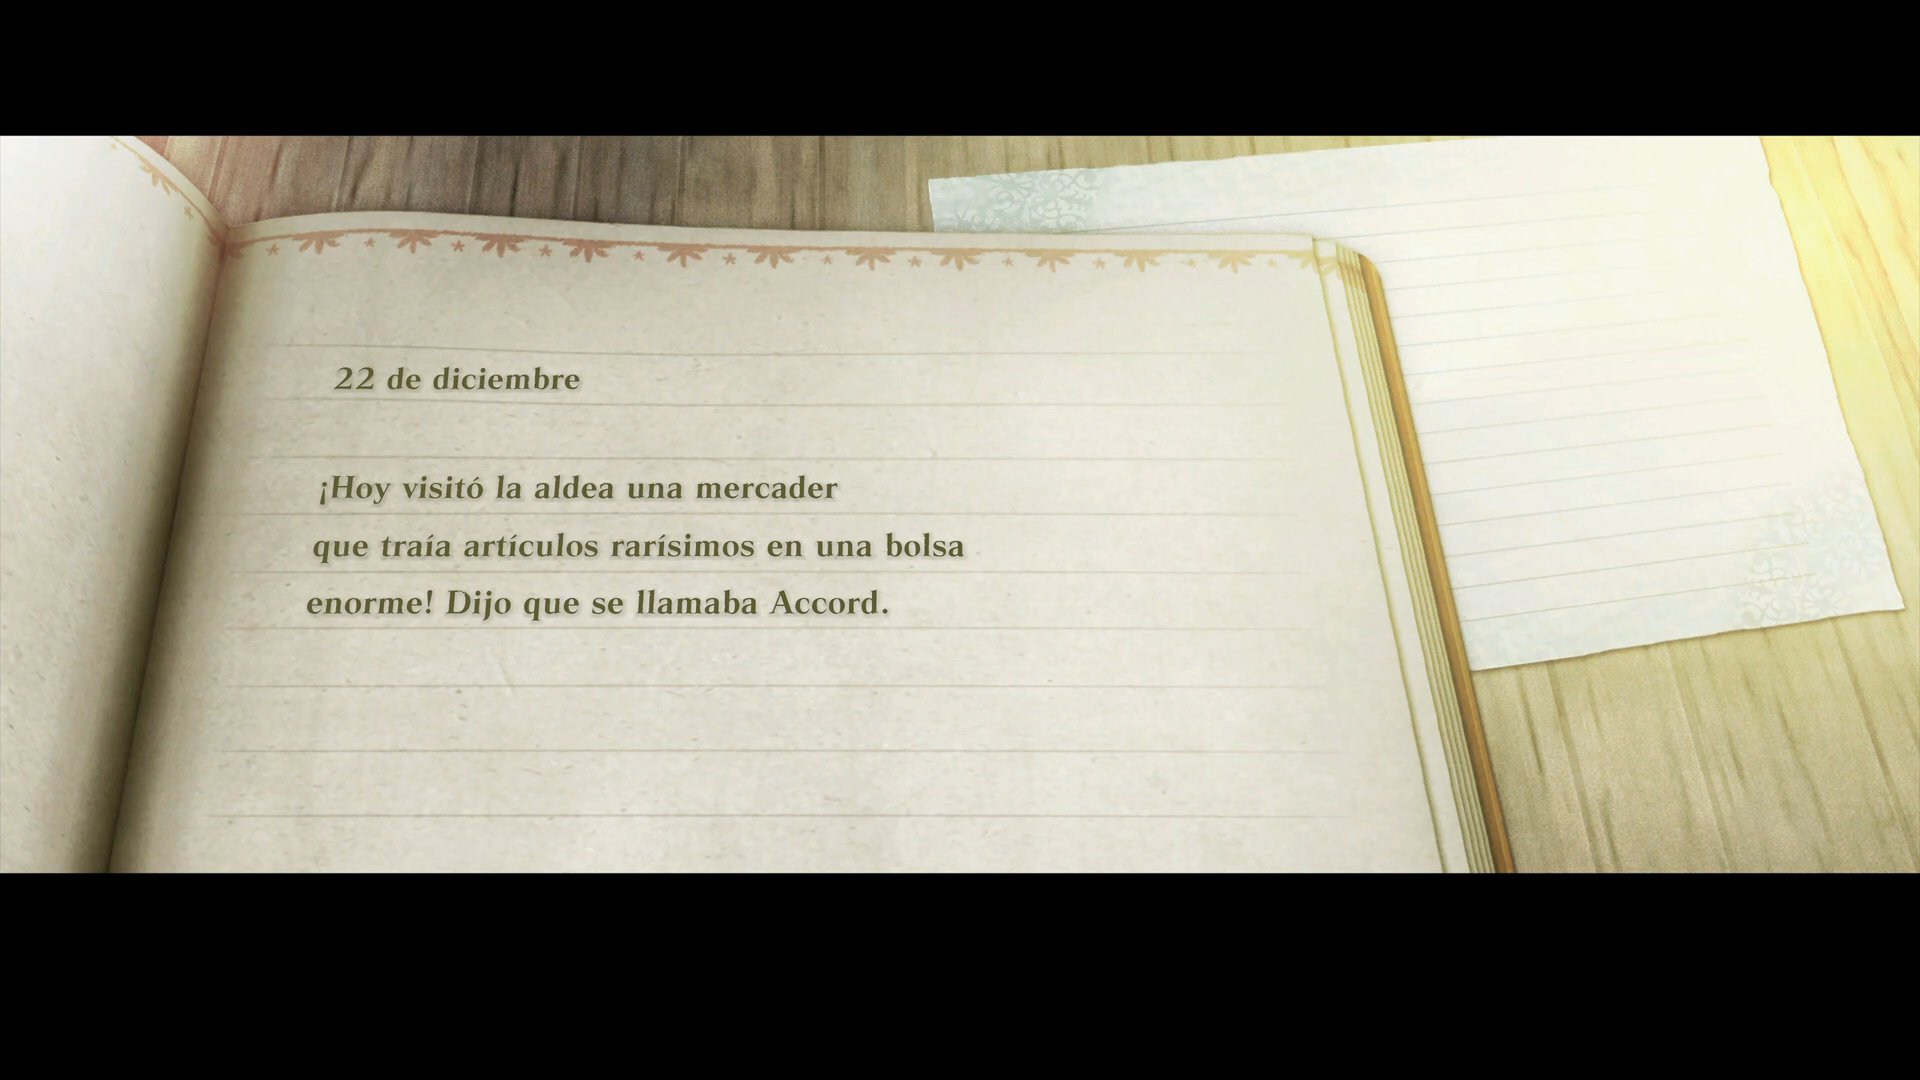 22 de diciembre
¡Hoy visitó la aldea una mercader
que traía artículos rarísimos en una bolsa
enorme! Dijo que se llamaba Accord.